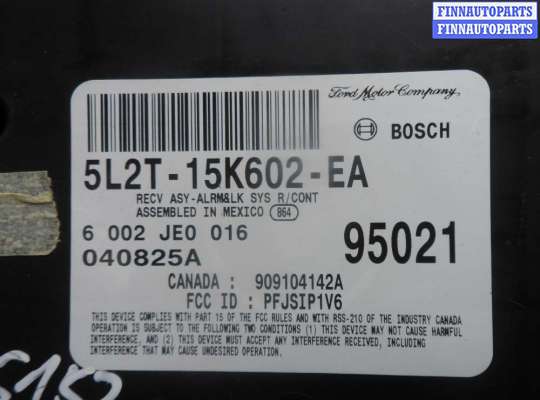 FINNAUTOPARTS
FINNAUTOPARTS
Ford Motor Company,
BOSCH
5L2T-15K602-EA
RECV ASY-ALRM&LK SYS R/CONT
ASSEMBLED IN MEXICO 864
6 002 JE0 016
040825A
95021
CANADA : 909104142A
FCC ID : PFJSIP1V6
THIS DEVICE COMPLIES WITH PART 15 OF THE FCC RULES AND WITH RSS-210 OF THE INDUSTRY CANADA
OPERATION IS SUBJECT TO THE FOLLOWING TWO CONDITIONS (1) THIS DEVICE MAY NOT CAUSE HARMFUL
INTERFERENCE, AND (2) THIS DEVICE MUST ACCEPT ANY INTERFERENCE RECEIVED, INCLUDING
INTERFERENCE THAT MAY CAUSE UNDESIRED OPERATION.